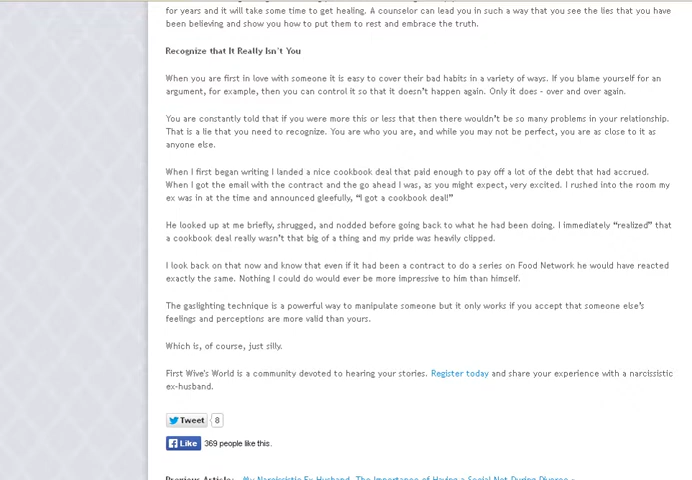 for years and it will take some time to get healing. A counselor can lead you in such a way that you see the lies that you have
been believing and show you how to put them to rest and embrace the truth.
Recognize that It Really Isn't You
When you are first in love with someone it is easy to cover their bad habits in a variety of ways. If you blame yourself for an
argument, for example, then you can control it so that it doesn't happen again. Only it does - over and over again.
You are constantly told that if you were more this or less that then there wouldn't be so many problems in your relationship.
That is a lie that you need to recognize. You are who you are, and while you may not be perfect, you are as close to it as
anyone else.
When I first began writing I landed a nice cookbook deal that paid enough to pay off a lot of the debt that had accrued.
When I got the email with the contract and the go ahead I was, as you might expect, very excited. I rushed into the room my
ex was in at the time and announced gleefully, “I got a cookbook deal!”
He looked up at me briefly, shrugged, and nodded before going back to what he had been doing. I immediately “realized” that
a cookbook deal really wasn't that big of a thing and my pride was heavily clipped.
I look back on that now and know that even if it had been a contract to do a series on Food Network he would have reacted
exactly the same. Nothing I could do would ever be more impressive to him than himself.
The gaslighting technique is a powerful way to manipulate someone but it only works if you accept that someone else's
feelings and perceptions are more valid than yours.
Which is, of course, just silly.
First Wive's World is a community devoted to hearing your stories. Register today and share your experience with a narcissistic
ex-husband.
Tweet 8
Like 369 people like this.
Previous Article: My Narcissistic Ex-Husband, The Importance of Having a Social Net During Divorce